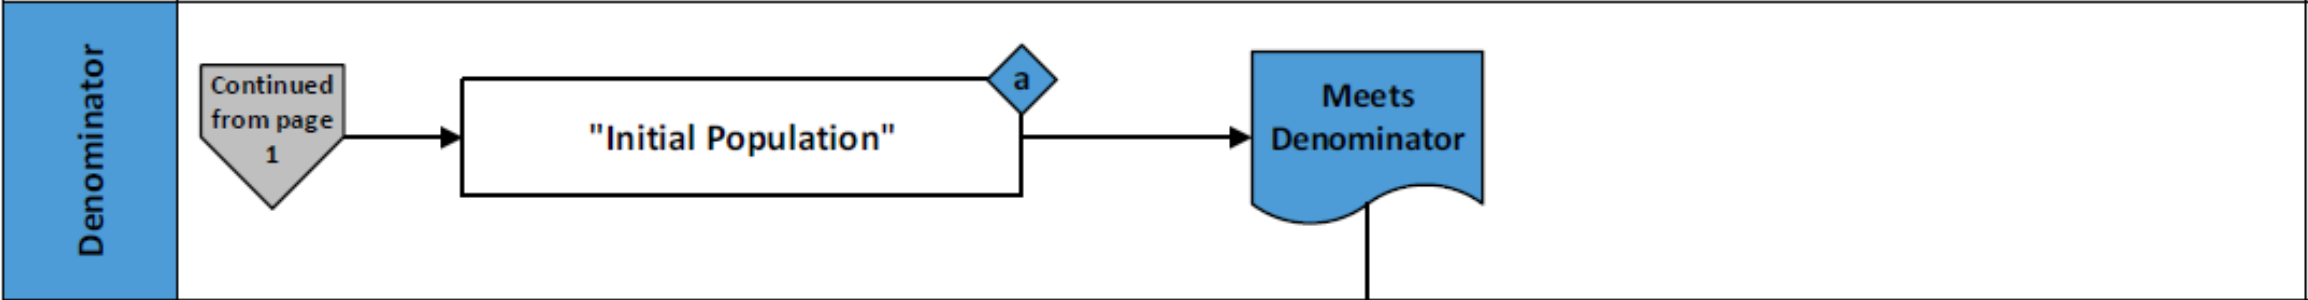 Denominator
Continued
from page
1
"Initial Population"
a
Meets
Denominator